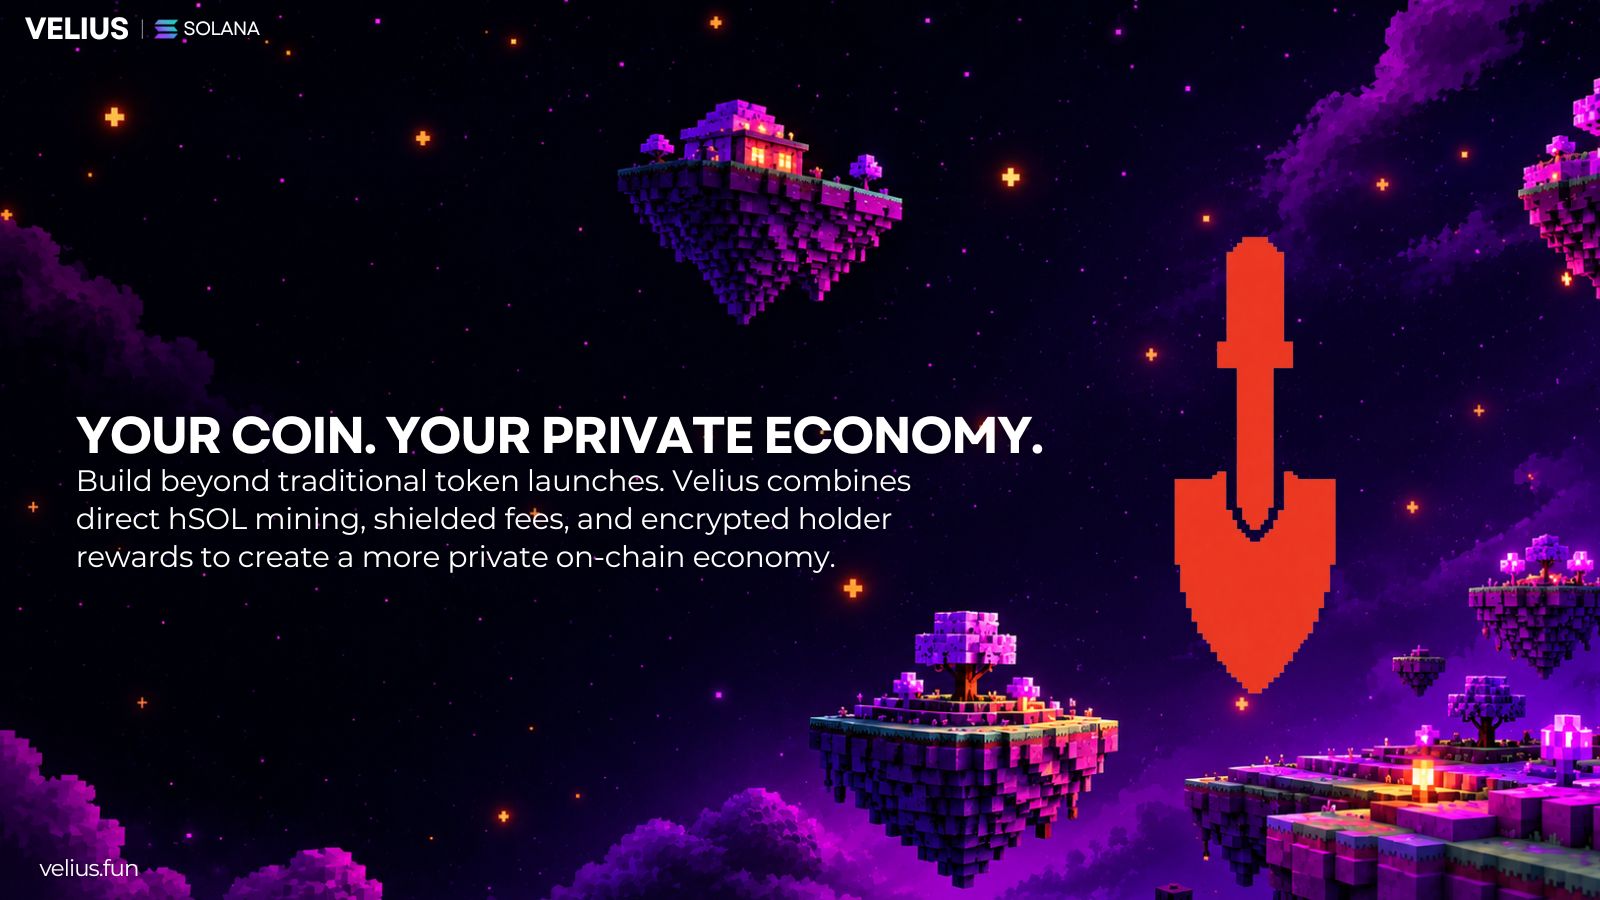 VELIUS | SOLANA
YOUR COIN. YOUR PRIVATE ECONOMY.
Build beyond traditional token launches. Velius combines
direct hSOL mining, shielded fees, and encrypted holder
rewards to create a more private on-chain economy.
velius.fun